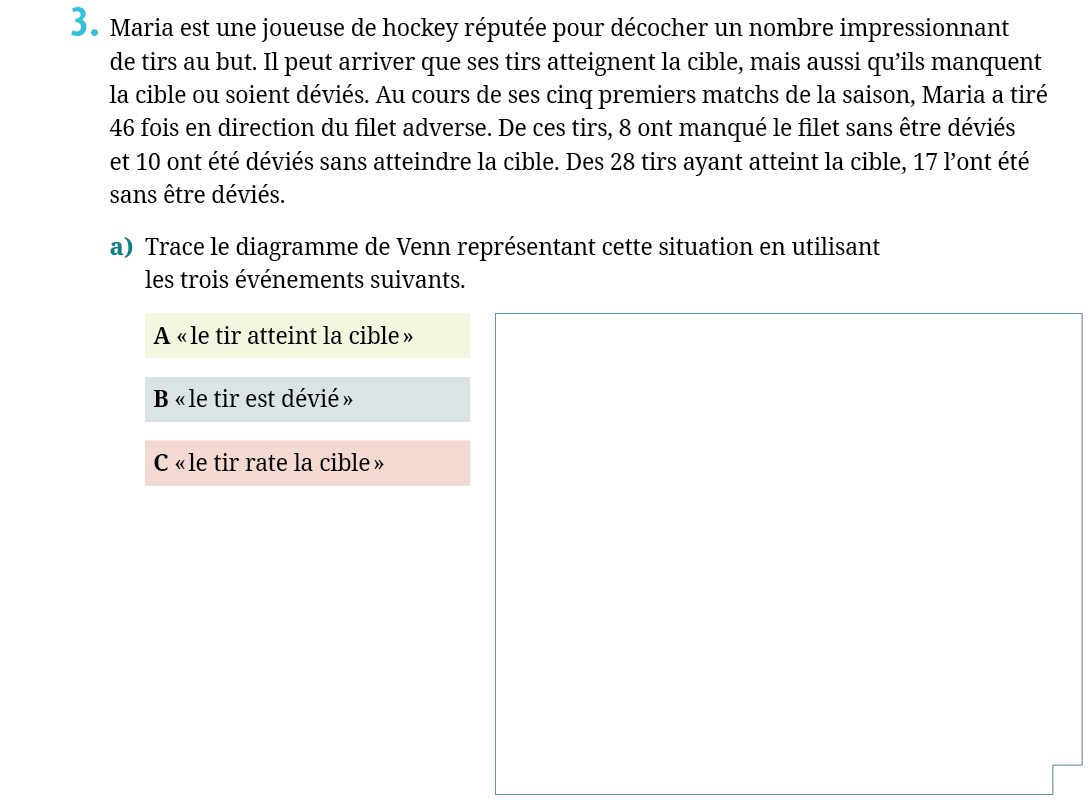 3. Maria est une joueuse de hockey réputée pour décocher un nombre impressionnant
de tirs au but. Il peut arriver que ses tirs atteignent la cible, mais aussi qu’ils manquent
la cible ou soient déviés. Au cours de ses cinq premiers matchs de la saison, Maria a tiré
46 fois en direction du filet adverse. De ces tirs, 8 ont manqué le filet sans être déviés
et 10 ont été déviés sans atteindre la cible. Des 28 tirs ayant atteint la cible, 17 l’ont été
sans être déviés.
a) Trace le diagramme de Venn représentant cette situation en utilisant
les trois événements suivants.
A « le tir atteint la cible »
B « le tir est dévié »
C « le tir rate la cible »